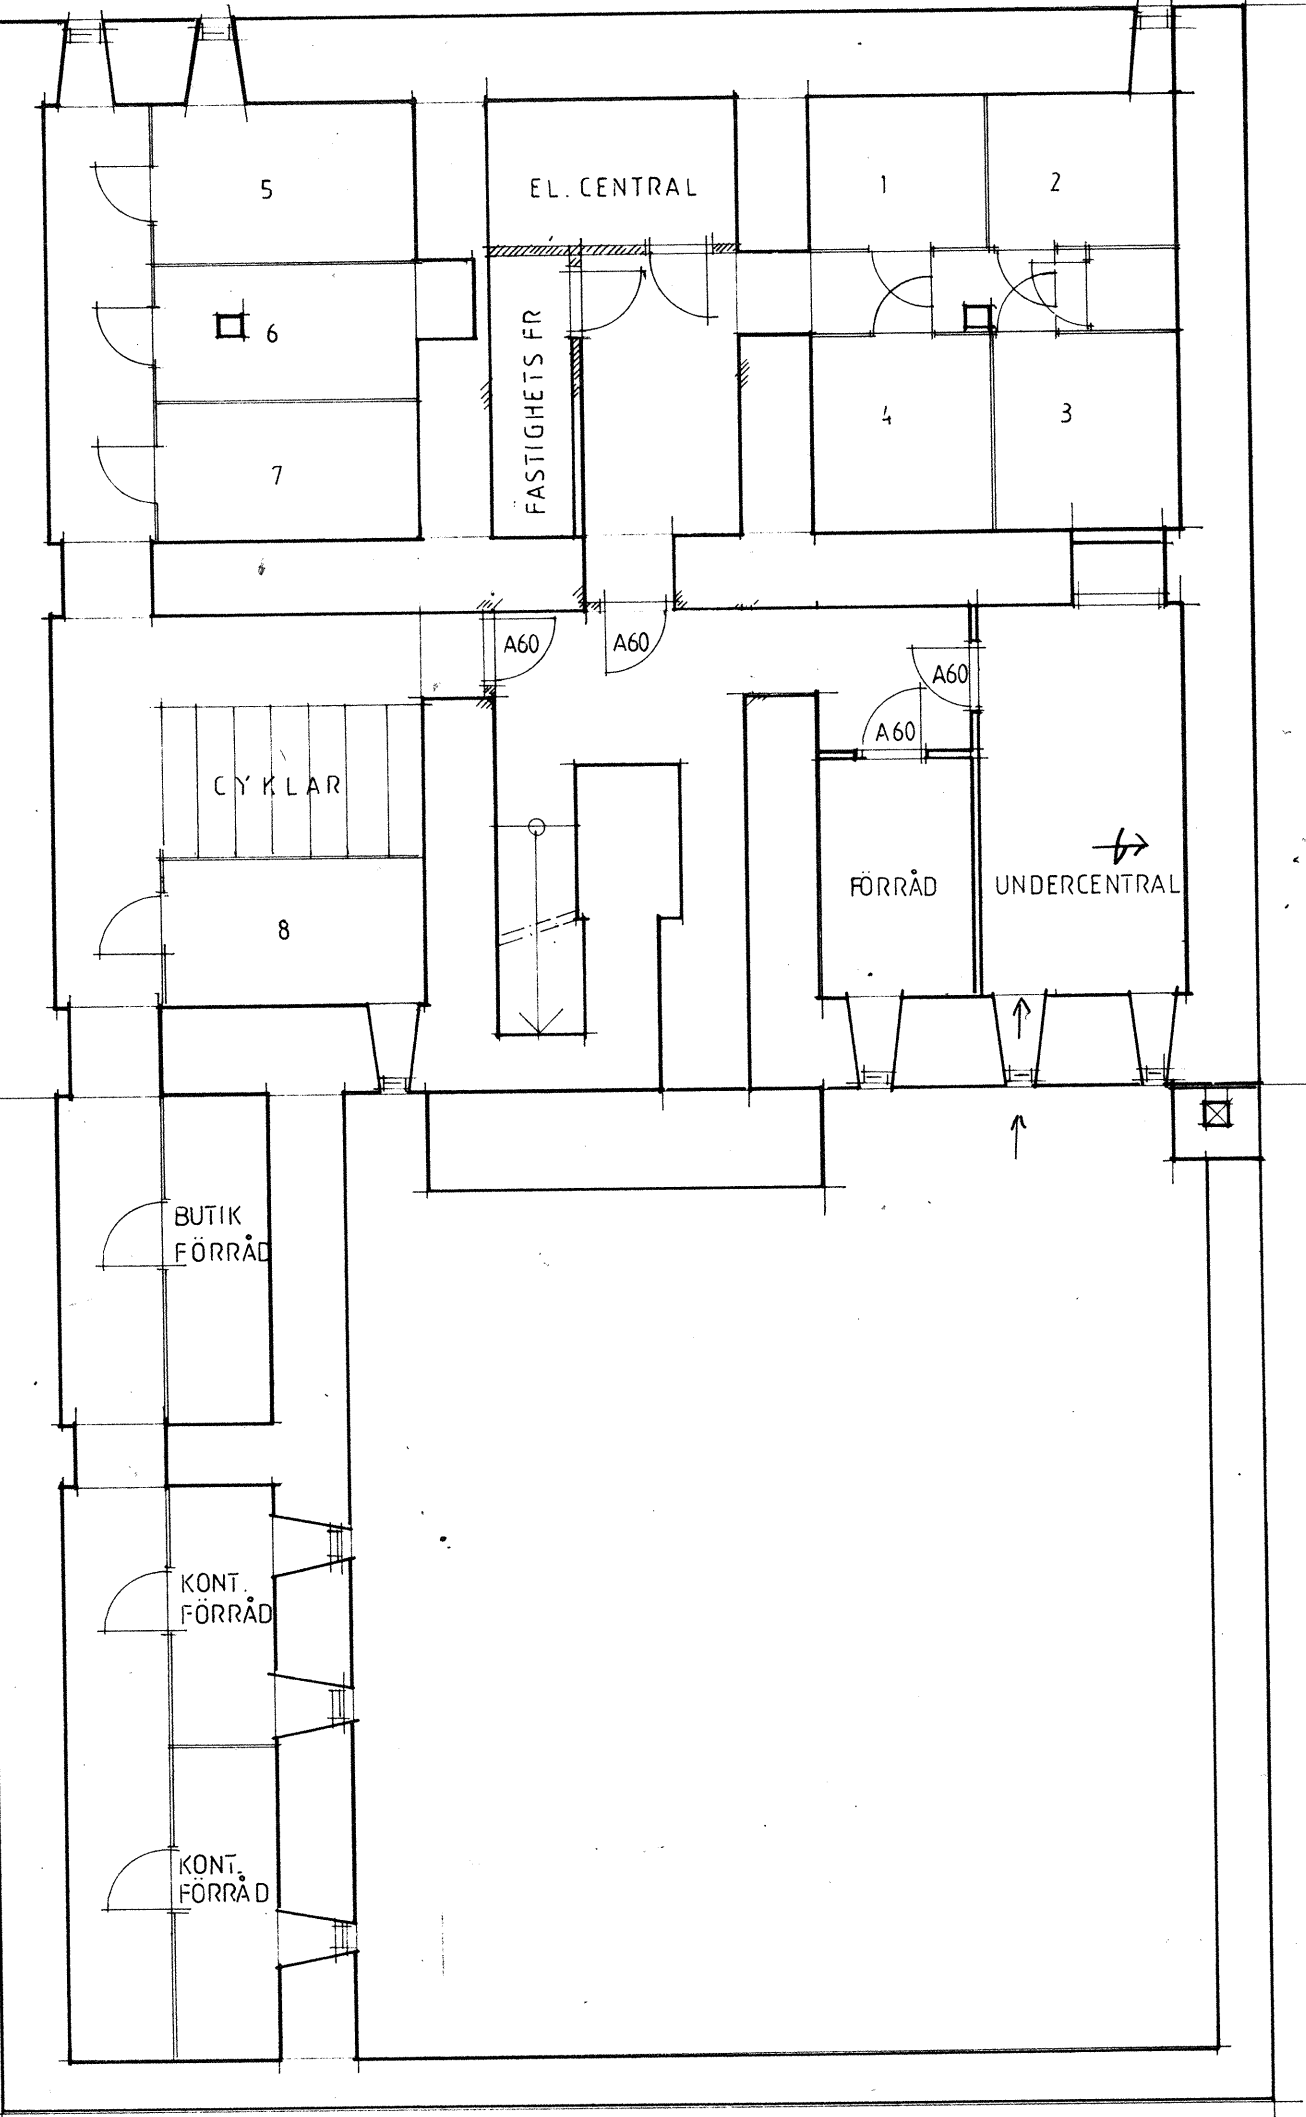 5
EL. CENTRAL
1
2
6
FASTIGHETS FR
4
3
7
A60
A60
A60
A60
CYKLAR
FÖRRÅD
UNDERCENTRAL
8
BUTIK
FÖRRÅD
KONT.
FÖRRÅD
KONT.
FÖRRÅD